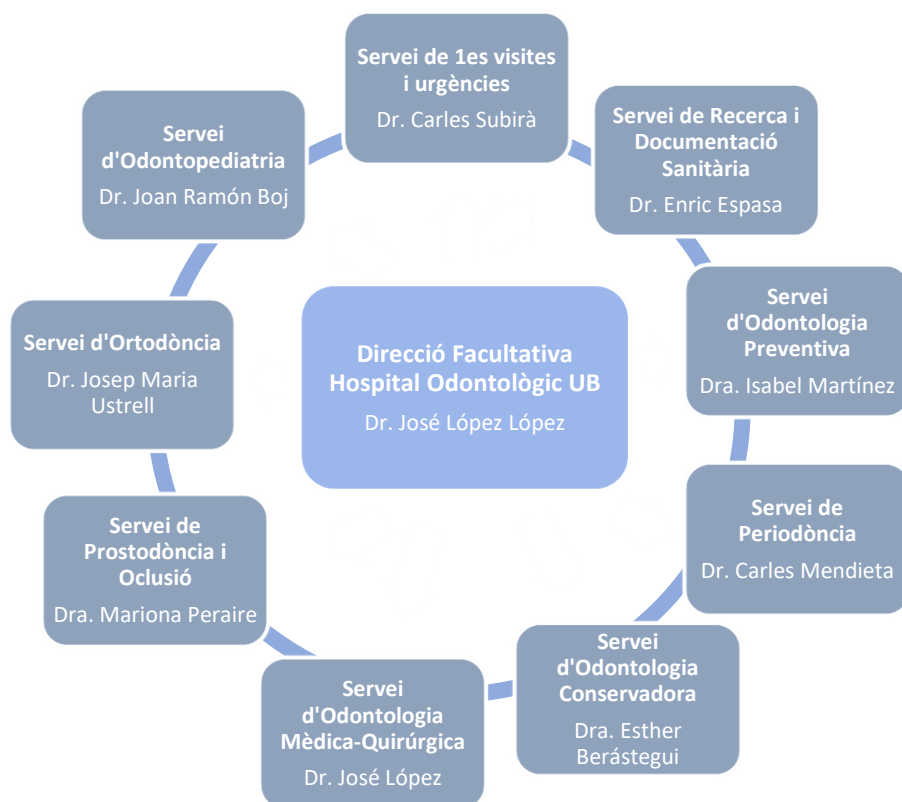 Servei de 1es visites
i urgències
Dr. Carles Subirà
Servei de Recerca i
Documentació
Sanitària
Dr. Enric Espasa
Servei
d'Odontologia
Preventiva
Dra. Isabel Martínez
Servei de
Periodòncia
Dr. Carles Mendieta
Servei
d'Odontologia
Conservadora
Dra. Esther
Berástegui
Servei
d'Odontologia
Mèdica-Quirúrgica
Dr. José López
Servei de
Prostodòncia i
Oclusió
Dra. Mariona Peraire
Servei d'Ortodòncia
Dr. Josep Maria
Ustrell
Servei
d'Odontopediatria
Dr. Joan Ramón Boj
Direcció Facultativa
Hospital Odontològic UB
Dr. José López López